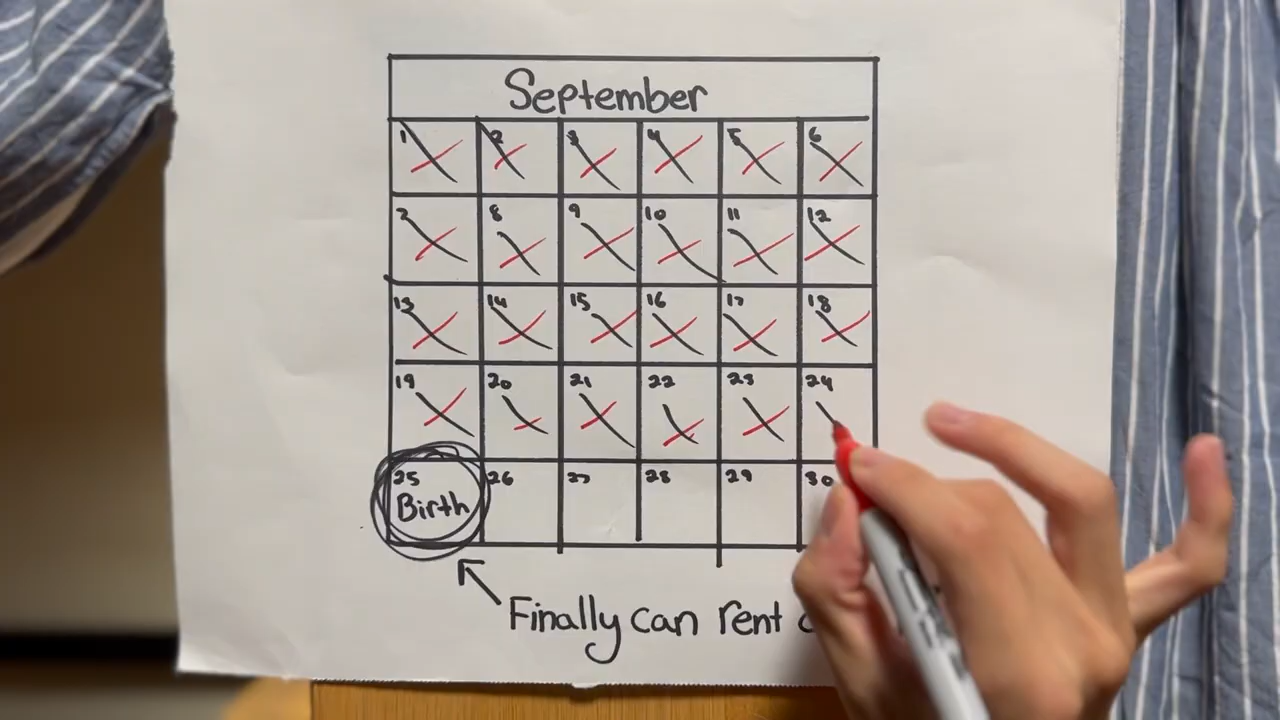 September
1 2 3 4 5 6
7 8 9 10 11 12
13 14 15 16 17 18
19 20 21 22 23 24
25 26 27 28 29 30
Birth
Finally can rent